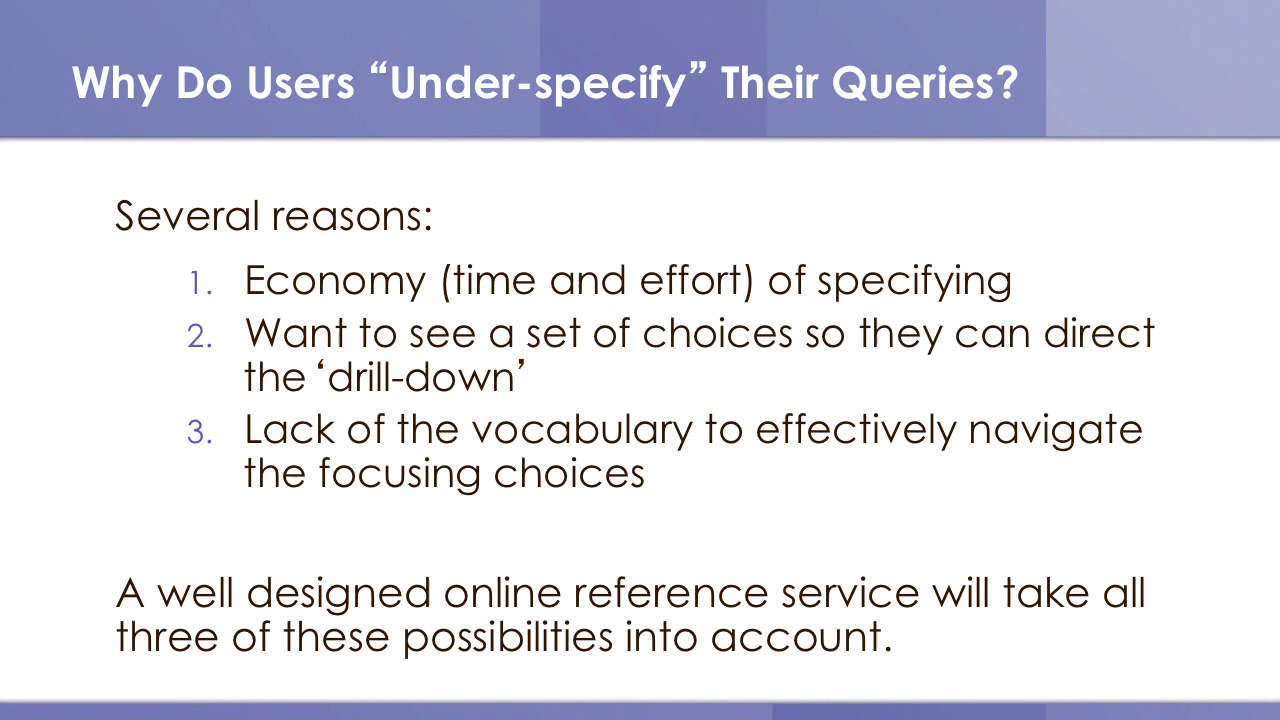 Why Do Users “Under-specify” Their Queries?
Several reasons:
1. Economy (time and effort) of specifying
2. Want to see a set of choices so they can direct
the ‘drill-down’
3. Lack of the vocabulary to effectively navigate
the focusing choices
A well designed online reference service will take all
three of these possibilities into account.